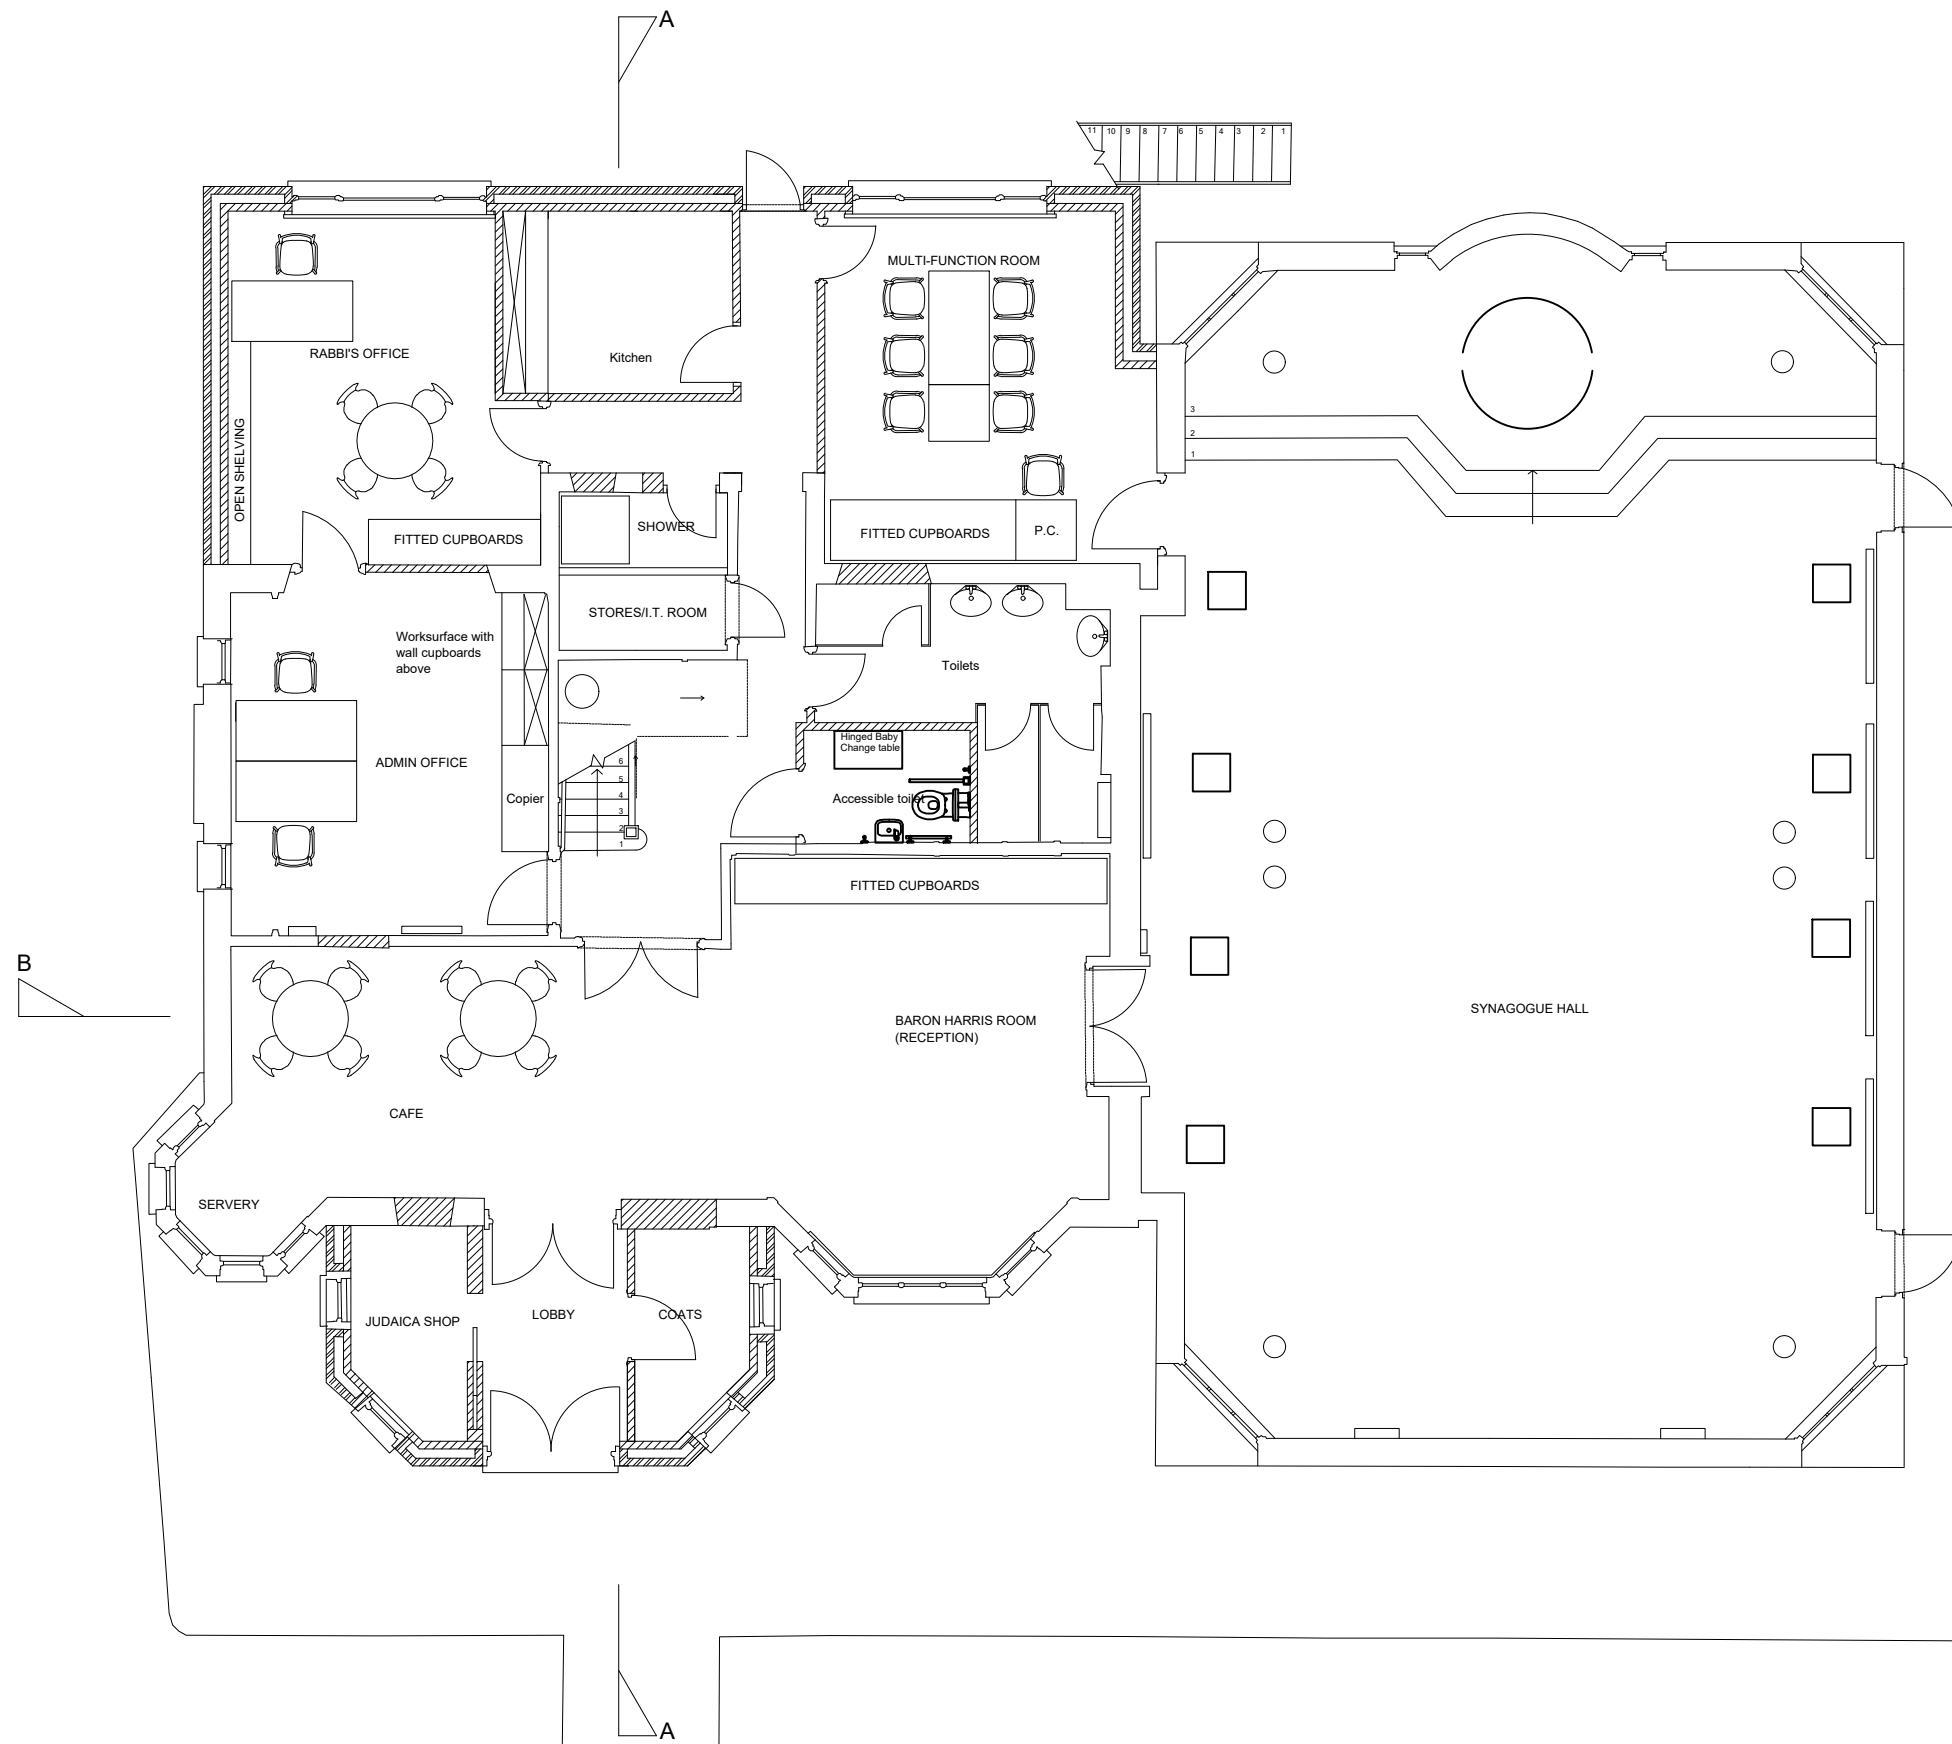 A
11 10 9 8 7 6 5 4 3 2 1
MULTI-FUNCTION ROOM
RABBI'S OFFICE
Kitchen
OPEN SHELVING
3
2
1
FITTED CUPBOARDS
SHOWER
FITTED CUPBOARDS
P.C.
STORES/I.T. ROOM
Worksurface with
wall cupboards
above
Toilets
Hinged Baby
Change table
ADMIN OFFICE
Copier
6
5
4
3
2
1
Accessible toilet
FITTED CUPBOARDS
B
SYNAGOGUE HALL
BARON HARRIS ROOM
(RECEPTION)
CAFE
SERVERY
JUDAICA SHOP
LOBBY
COATS
A